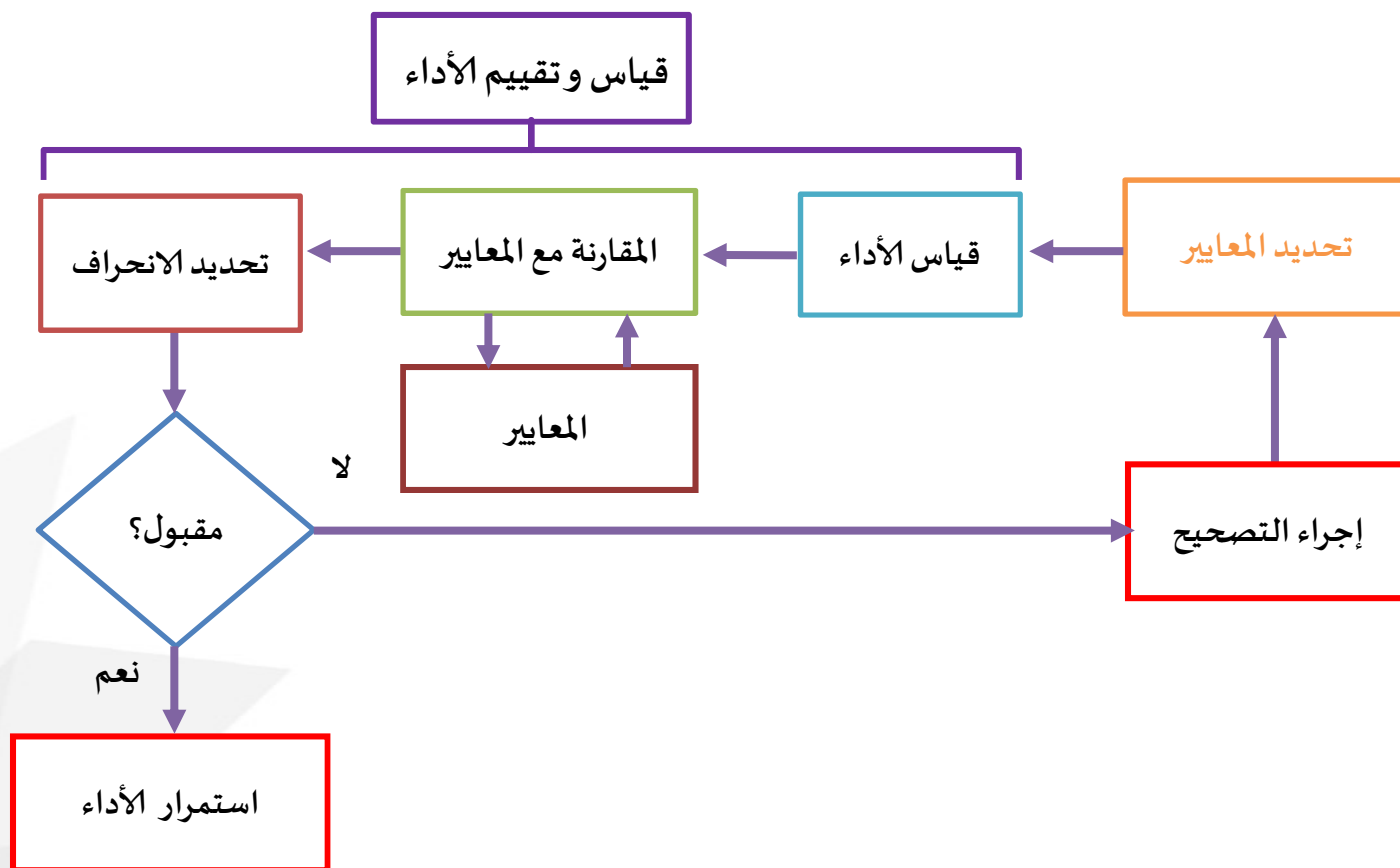 قياس وتقييم الأداء
تحديد المعايير
قياس الأداء
المقارنة مع المعايير
تحديد الانحراف
المعايير
لا
مقبول؟
إجراء التصحيح
نعم
استمرار الأداء